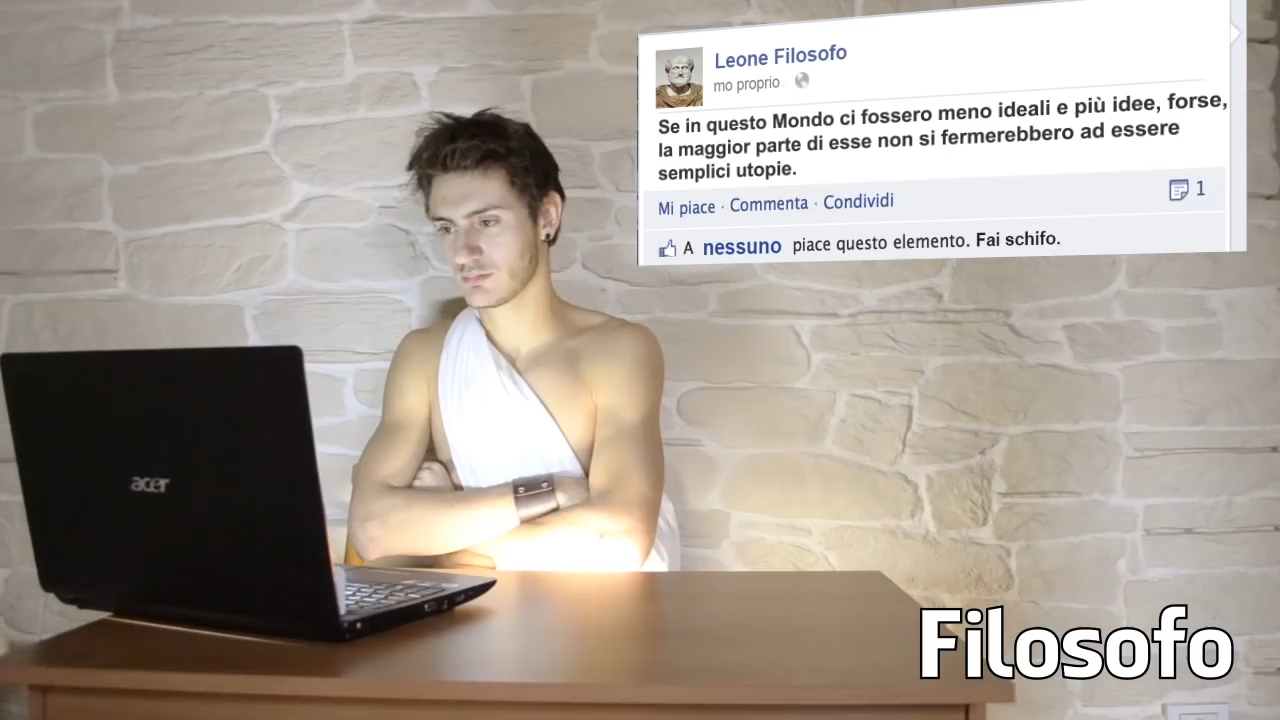 Leone Filosofo
mo proprio
Se in questo Mondo ci fossero meno ideali e più idee, forse,
la maggior parte di esse non si fermerebbero ad essere
semplici utopie.
Mi piace · Commenta · Condividi
1
A nessuno piace questo elemento. Fai schifo.
acer
Filosofo